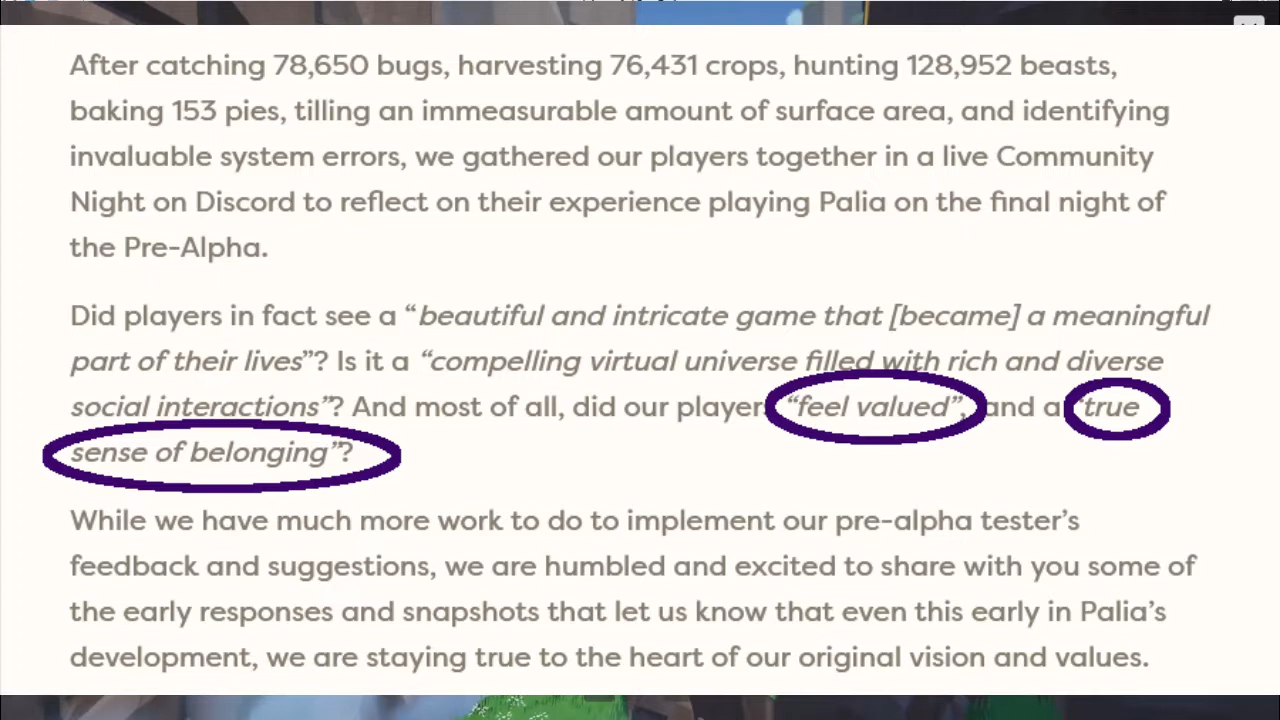 After catching 78,650 bugs, harvesting 76,431 crops, hunting 128,952 beasts,
baking 153 pies, tilling an immeasurable amount of surface area, and identifying
invaluable system errors, we gathered our players together in a live Community
Night on Discord to reflect on their experience playing Palia on the final night of
the Pre-Alpha.
Did players in fact see a “beautiful and intricate game that [became] a meaningful
part of their lives”? Is it a “compelling virtual universe filled with rich and diverse
social interactions”? And most of all, did our player “feel valued”, and a “true
sense of belonging”?
While we have much more work to do to implement our pre-alpha tester’s
feedback and suggestions, we are humbled and excited to share with you some of
the early responses and snapshots that let us know that even this early in Palia’s
development, we are staying true to the heart of our original vision and values.